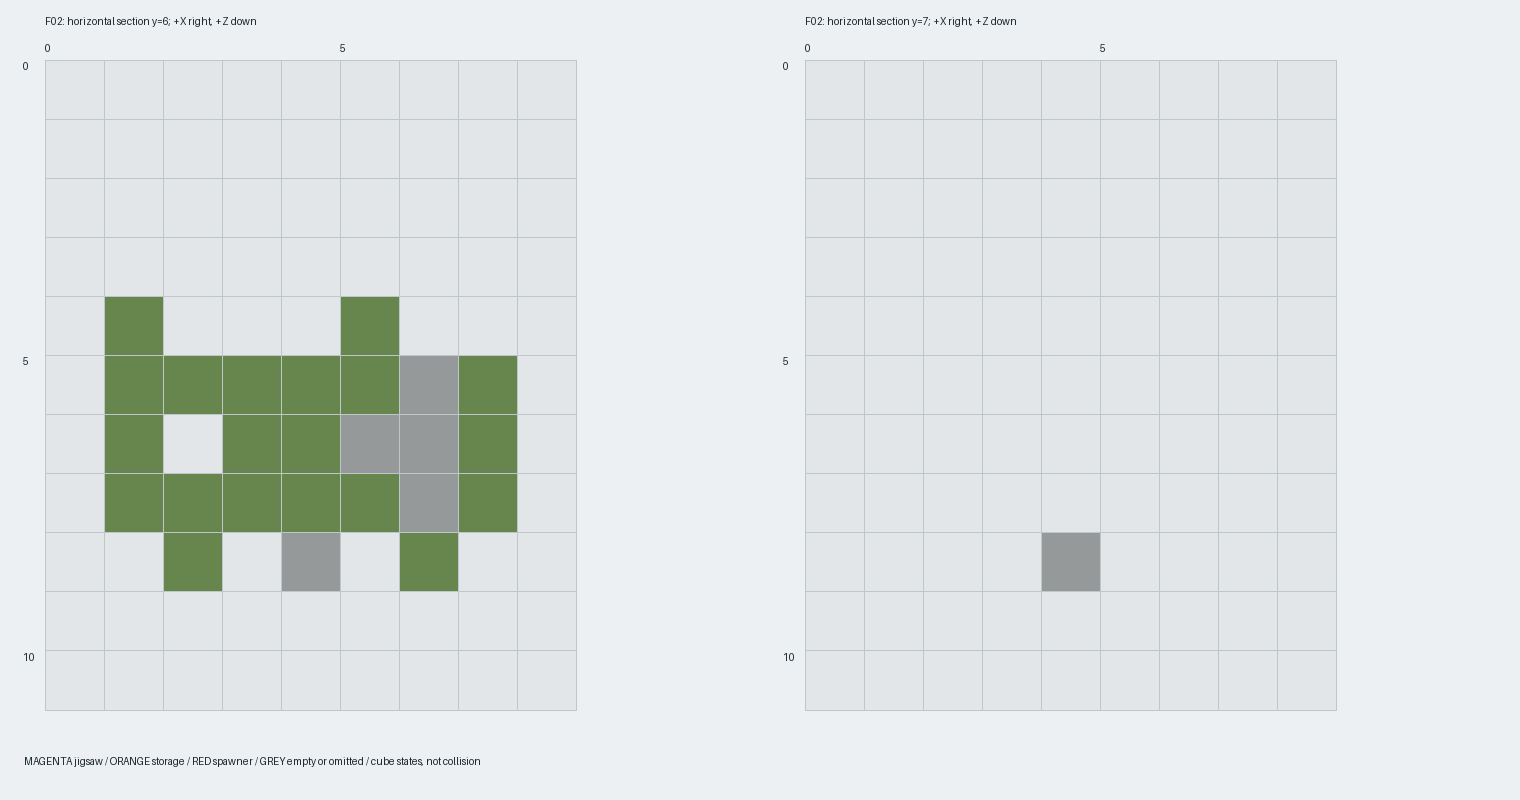 F02: horizontal section y=6; +X right, +Z down
F02: horizontal section y=7; +X right, +Z down
0 5
0 5
0
5
10
0
5
10
MAGENTA jigsaw / ORANGE storage / RED spawner / GREY empty or omitted / cube states, not collision